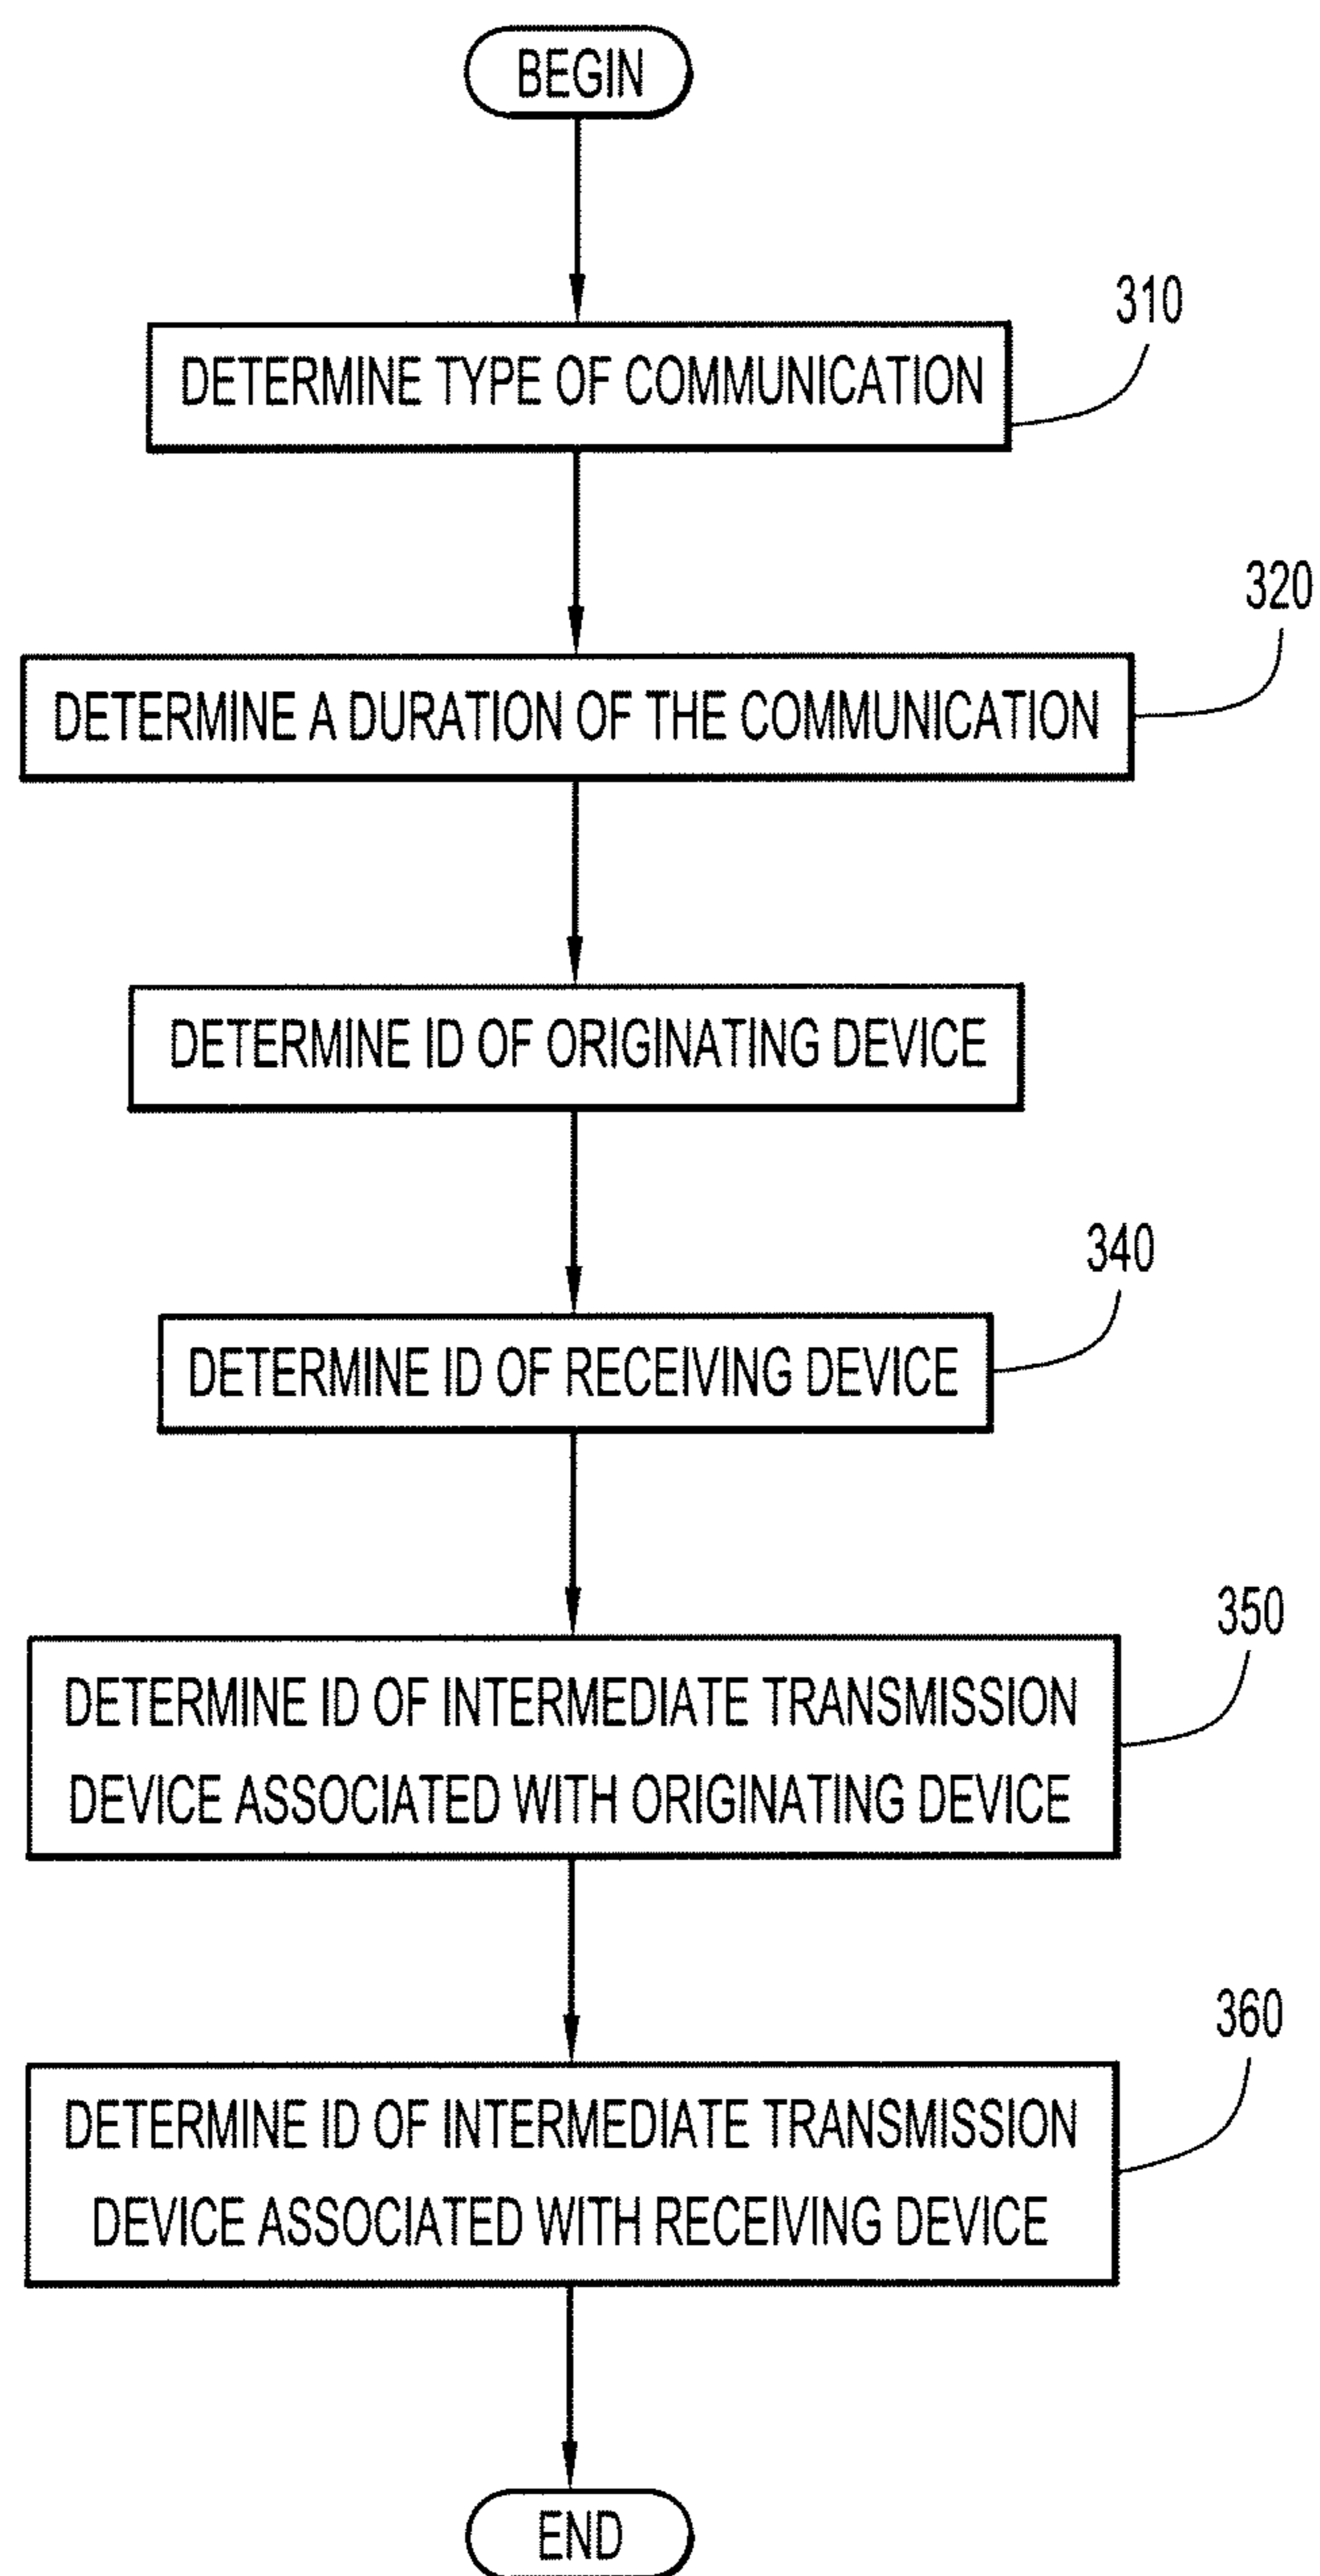 BEGIN
310
DETERMINE TYPE OF COMMUNICATION
320
DETERMINE A DURATION OF THE COMMUNICATION
DETERMINE ID OF ORIGINATING DEVICE
340
DETERMINE ID OF RECEIVING DEVICE
350
DETERMINE ID OF INTERMEDIATE TRANSMISSION
DEVICE ASSOCIATED WITH ORIGINATING DEVICE
360
DETERMINE ID OF INTERMEDIATE TRANSMISSION
DEVICE ASSOCIATED WITH RECEIVING DEVICE
END